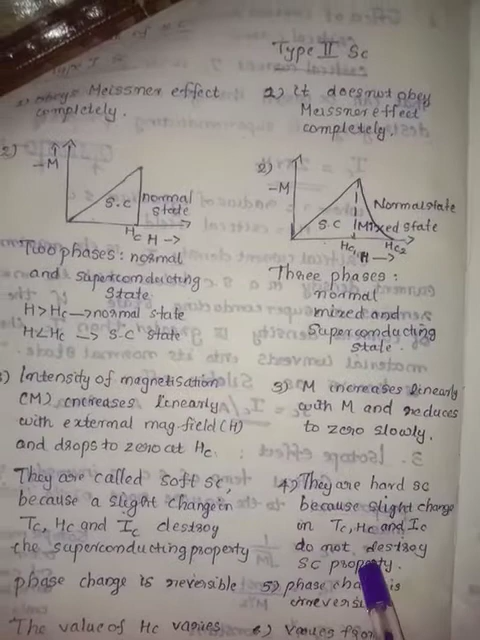 Type II Sc
1) obeys Meissner effect
completely.
2) it does not obey
Meissner effect
completely.
2)
-M
S.C
normal
state
Hc H ->
2)
-M
S.C
Normal state
Mixed state
Hc1 H -> Hc2
Two phases: normal
and superconducting
state
H>Hc -> normal state
H<Hc -> S-C state
Three phases:
normal
mixed and
superconducting
state.
3) Intensity of magnetisation
(M) increases linearly
with external mag. field (H)
and drops to zero at Hc.
3) M increases linearly
with M and reduces
to zero slowly.
They are called soft SC,
because a slight change in
Tc, Hc and Ic destroy
the superconducting property
4) They are hard sc
because slight change
in Tc, Hc and Ic
do not destroy
SC property.
phase change is reversible
5) phase is
The value of Hc varies
6) varies from